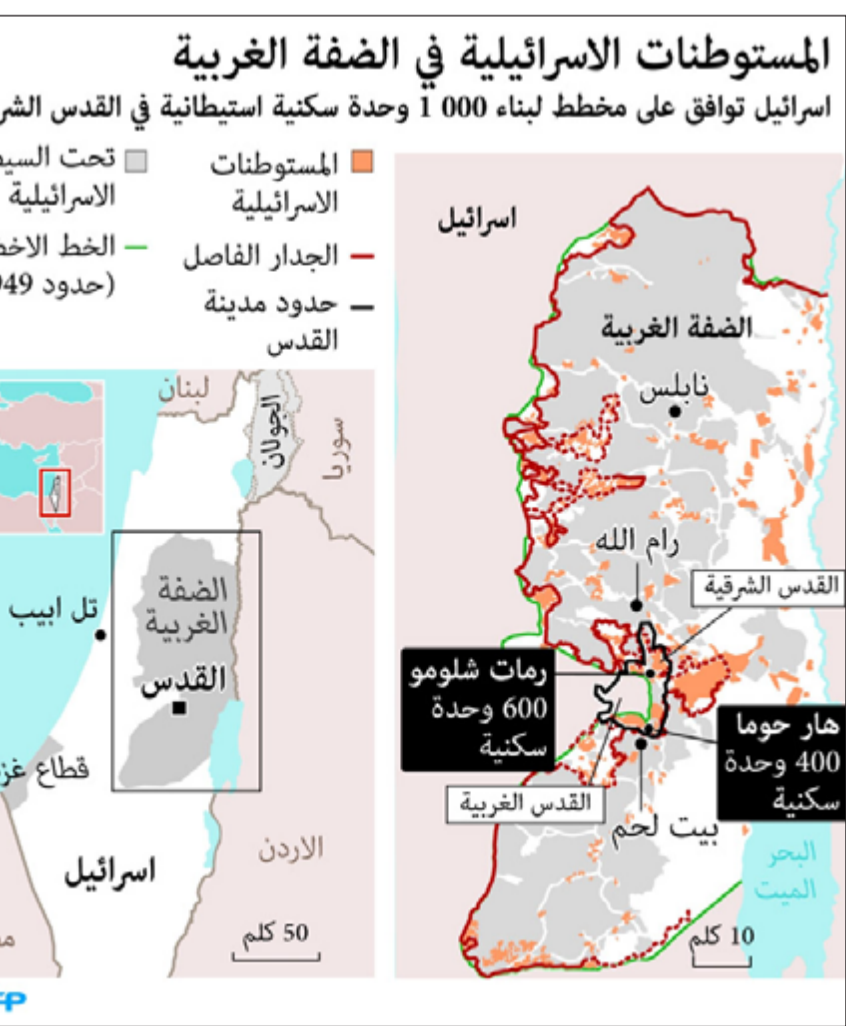 المستوطنات الاسرائيلية في الضفة الغربية
اسرائيل توافق على مخطط لبناء 000 1 وحدة سكنية استيطانية في القدس
المستوطنات
الاسرائيلية
الجدار الفاصل
حدود مدينة
القدس
تحت
الاسرائيلية
الخط
(حدود
اسرائيل
الضفة الغربية
نابلس
رام الله
القدس الشرقية
رمات شلومو
600 وحدة
سكنية
هار حوما
400 وحدة
سكنية
القدس الغربية
بيت لحم
البحر
الميت
10 كلم
لبنان
الجولان
سوريا
الضفة
الغربية
تل ابيب
القدس
قطاع
اسرائيل
الاردن
50 كلم